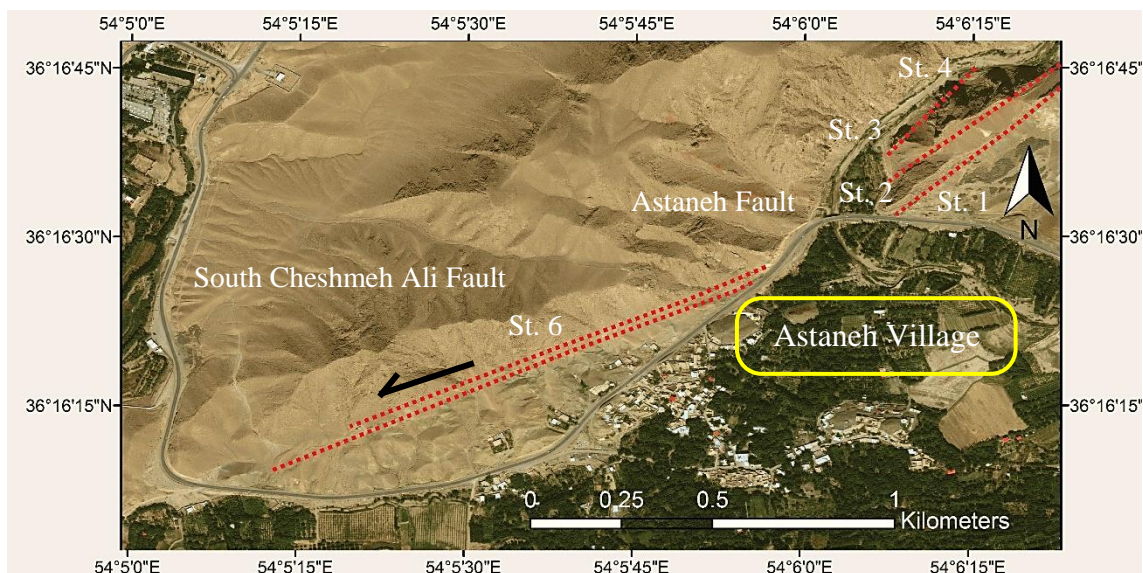 54°5'0"E 54°5'15"E 54°5'30"E 54°5'45"E 54°6'0"E 54°6'15"E
36°16'45"N 36°16'45"N
St. 4
St. 3
St. 2
St. 1
Astaneh Fault
N
36°16'30"N 36°16'30"N
South Cheshmeh Ali Fault
St. 6
Astaneh Village
36°16'15"N 36°16'15"N
0 0.25 0.5 1
Kilometers
54°5'0"E 54°5'15"E 54°5'30"E 54°5'45"E 54°6'0"E 54°6'15"E